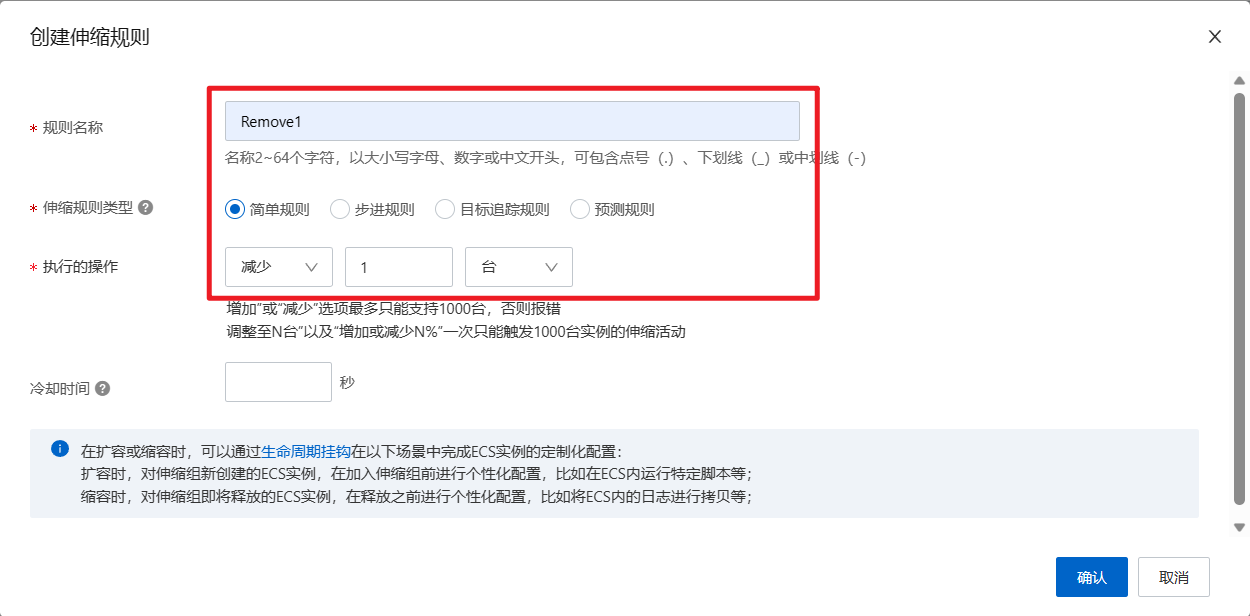 创建伸缩规则
* 规则名称
Remove1
名称2~64个字符，以大小写字母、数字或中文开头，可包含点号（.）、下划线（_）或中划线（-）
* 伸缩规则类型 ?
简单规则 步进规则 目标追踪规则 预测规则
* 执行的操作
减少 1 台
增加”或“减少”选项最多只能支持1000台，否则报错
调整至N台”以及“增加或减少N%”一次只能触发1000台实例的伸缩活动
冷却时间 ?
秒
在扩容或缩容时，可以通过生命周期挂钩在以下场景中完成ECS实例的定制化配置：
扩容时，对伸缩组新创建的ECS实例，在加入伸缩组前进行个性化配置，比如在ECS内运行特定脚本等；
缩容时，对伸缩组即将释放的ECS实例，在释放之前进行个性化配置，比如将ECS内的日志进行拷贝等；
确认 取消